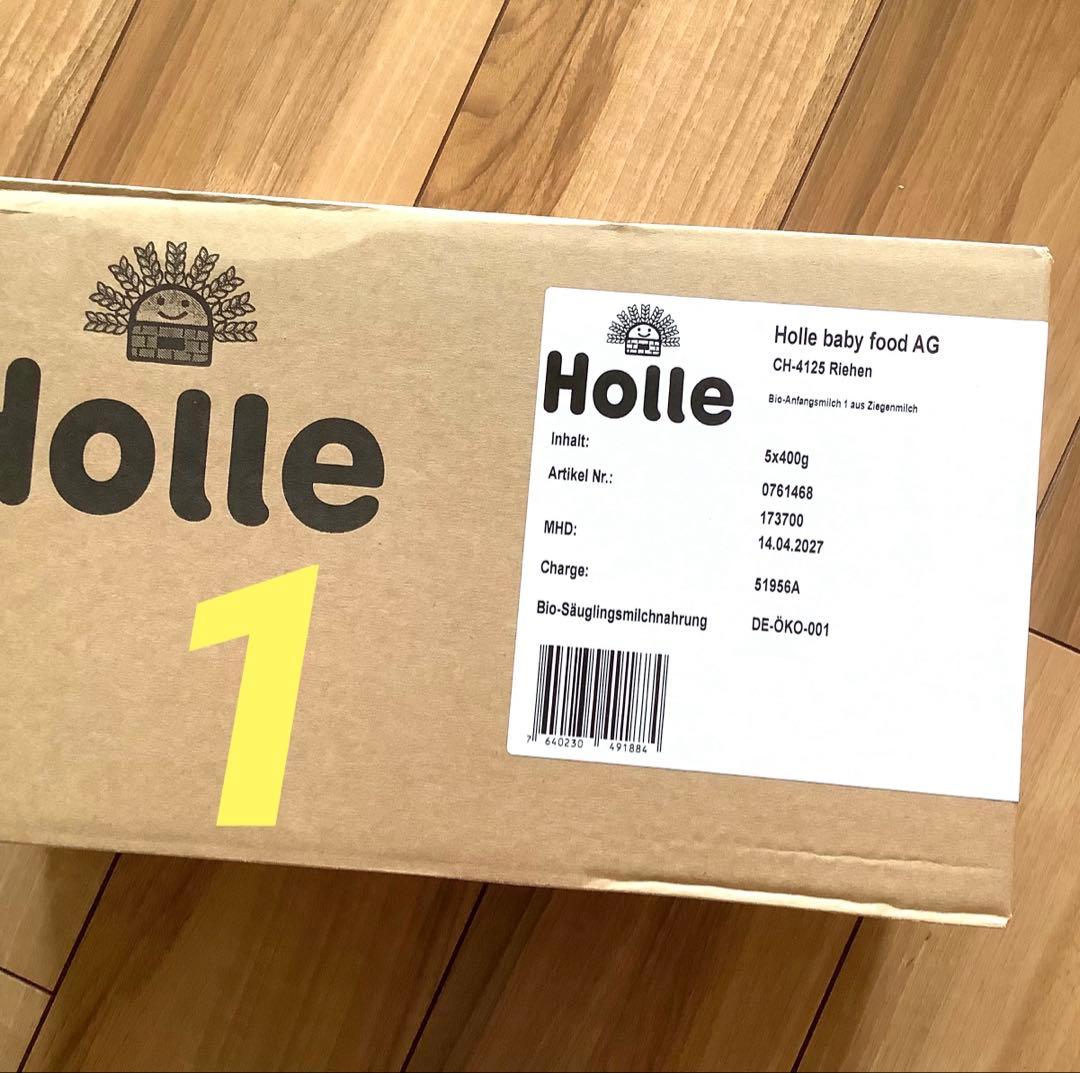 Holle
1
Holle
Holle baby food AG
CH-4125 Riehen
Bio-Anfangsmilch 1 aus Ziegenmilch
Inhalt: 5x400g
Artikel Nr.: 0761468
173700
MHD: 14.04.2027
Charge: 51956A
Bio-Säuglingsmilchnahrung DE-ÖKO-001
7 640230 491884